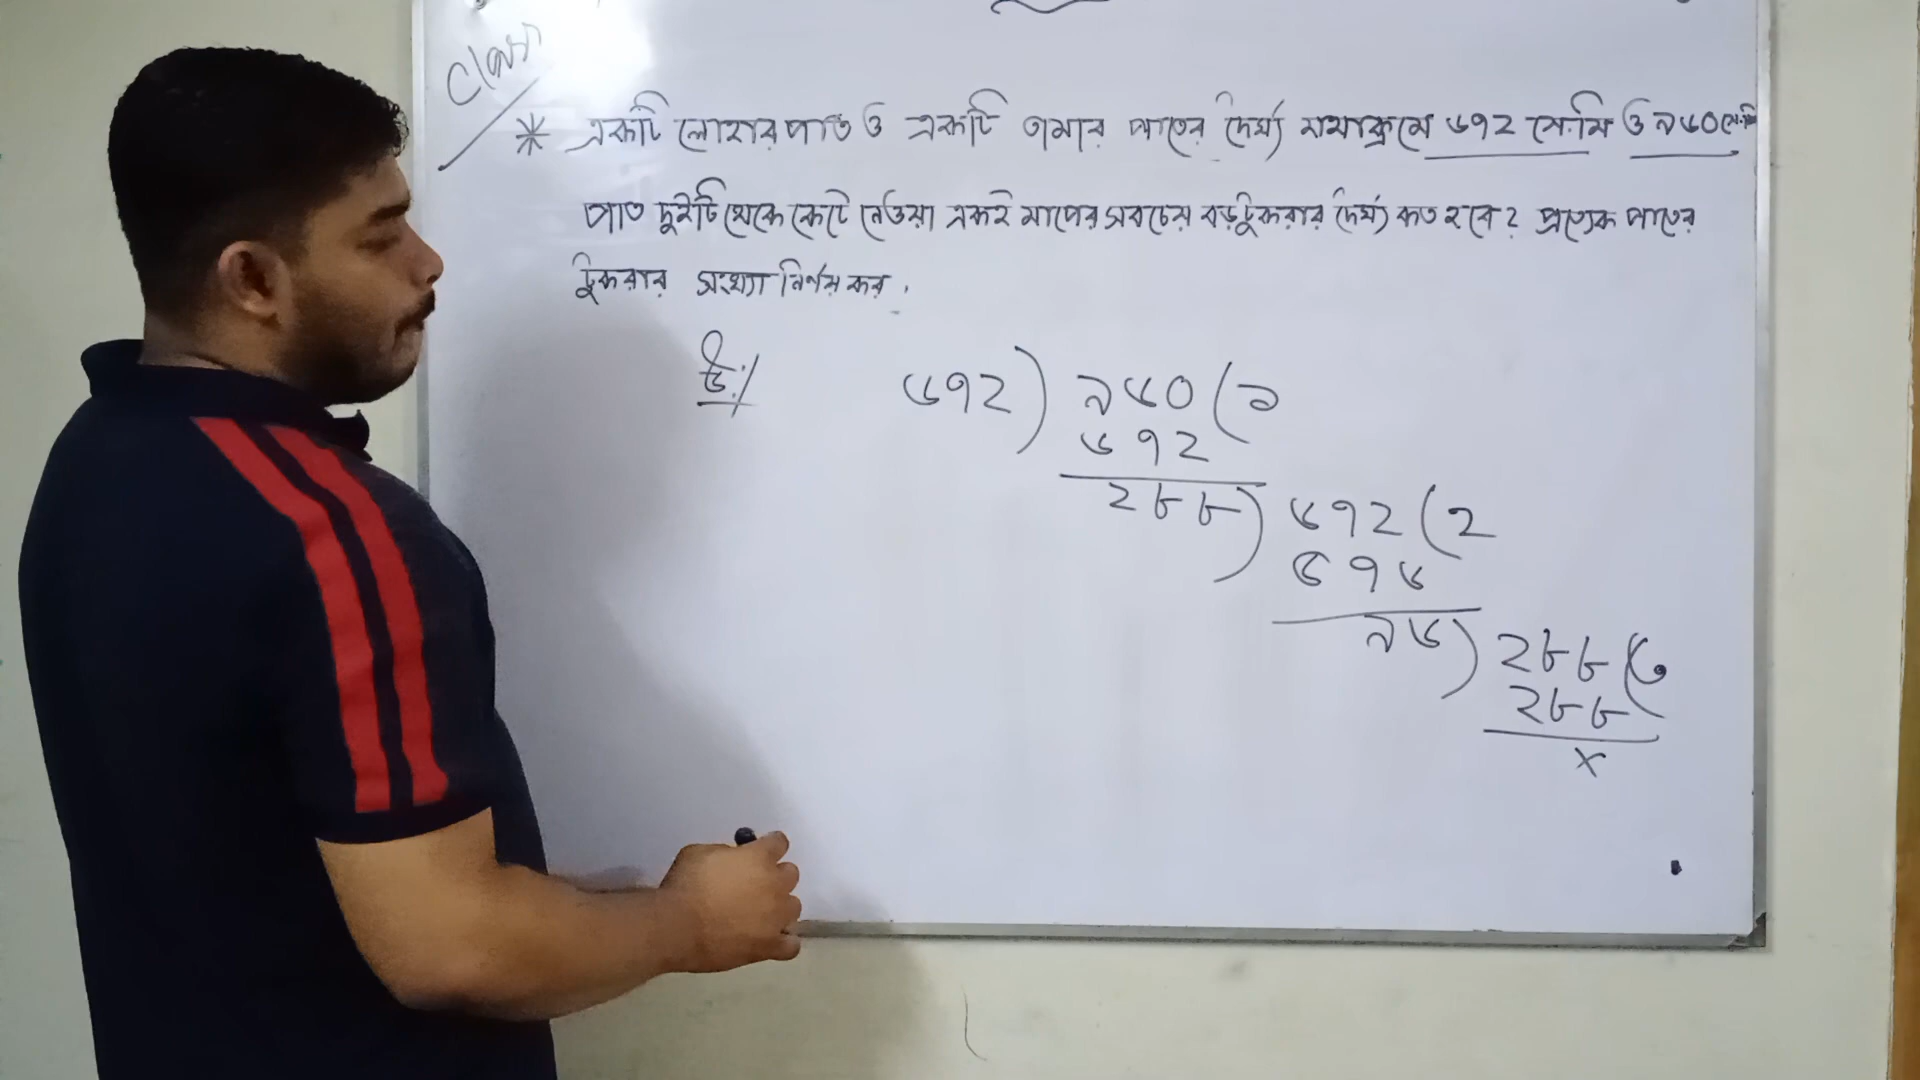 Class
* একটি লোহার পাত ও একটি তামার পাতের দৈর্ঘ্য যথাক্রমে ৬৭২ সে.মি ও ৯৬০ সে.মি
পাত দুইটি থেকে কেটে নেওয়া একই মাপের সবচেয়ে বড় টুকরার দৈর্ঘ্য কত হবে? প্রত্যেক পাতের
টুকরার সংখ্যা নির্ণয় কর.
উঃ/ ৬৭২ ) ৯৬০ ( ১
৬৭২
২৮৮ ) ৬৭২ ( ২
৫৭৬
৯৬ ) ২৮৮ ( ৩
২৮৮
×